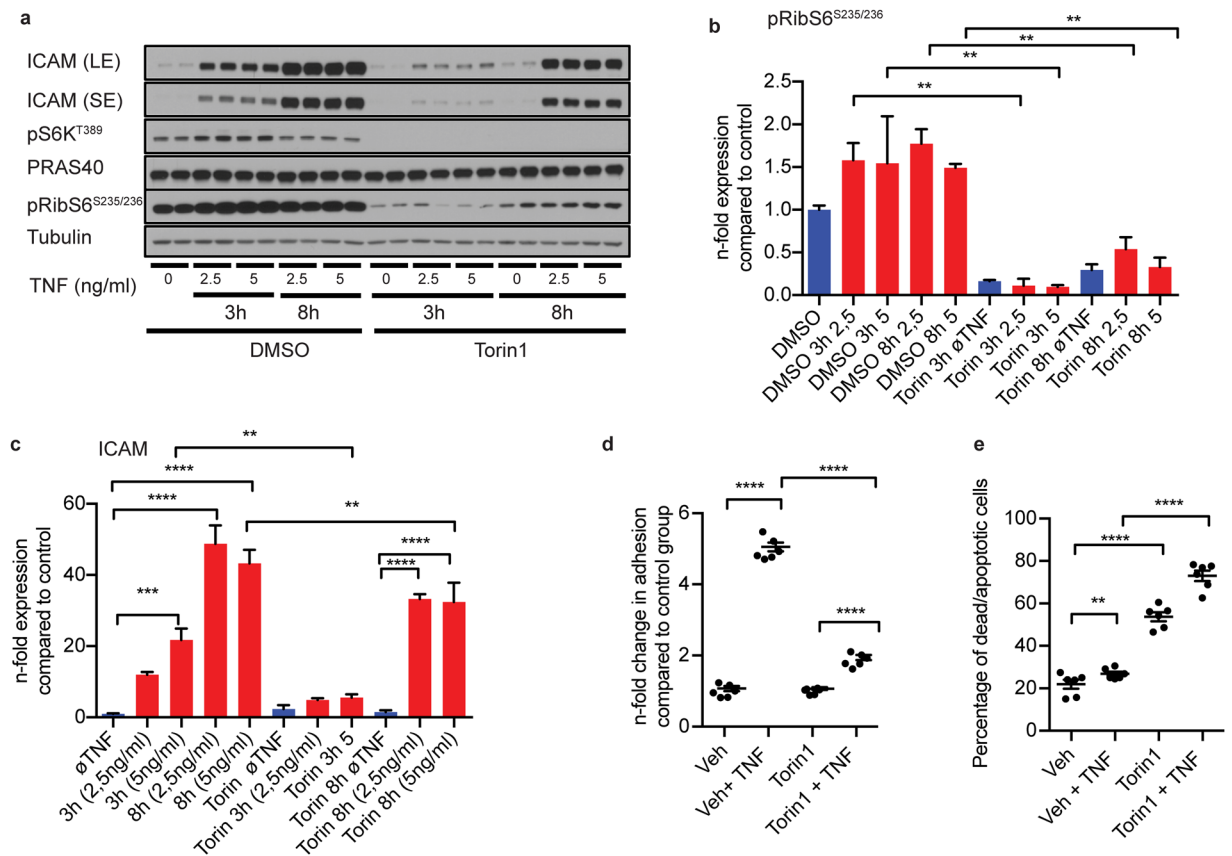 a
ICAM (LE)
ICAM (SE)
pS6KT389
PRAS40
pRibS6S235/236
Tubulin
TNF (ng/ml)
0 2.5 5 2.5 5 0 2.5 5 0 2.5 5
3h 8h 3h 8h
DMSO Torin1
b
pRibS6S235/236
**
**
**
**
n-fold expression
compared to control
2.5
2.0
1.5
1.0
0.5
0.0
DMSO
DMSO 3h 2,5
DMSO 3h 5
DMSO 8h 2,5
DMSO 8h 5
Torin 3h øTNF
Torin 3h 2,5
Torin 3h 5
Torin 8h øTNF
Torin 8h 2,5
Torin 8h 5
c
ICAM
**
****
****
**
****
****
***
n-fold expression
compared to control
60
40
20
0
øTNF
3h (2,5ng/ml)
3h (5ng/ml)
8h (2,5ng/ml)
8h (5ng/ml)
Torin øTNF
Torin 3h (2,5ng/ml)
Torin 3h 5
Torin 8h øTNF
Torin 8h (2,5ng/ml)
Torin 8h (5ng/ml)
d
****
****
****
n-fold change in adhesion
compared to control group
6
4
2
0
Veh
Veh+ TNF
Torin1
Torin1 + TNF
e
****
****
**
Percentage of dead/apoptotic cells
100
80
60
40
20
0
Veh
Veh + TNF
Torin1
Torin1 + TNF